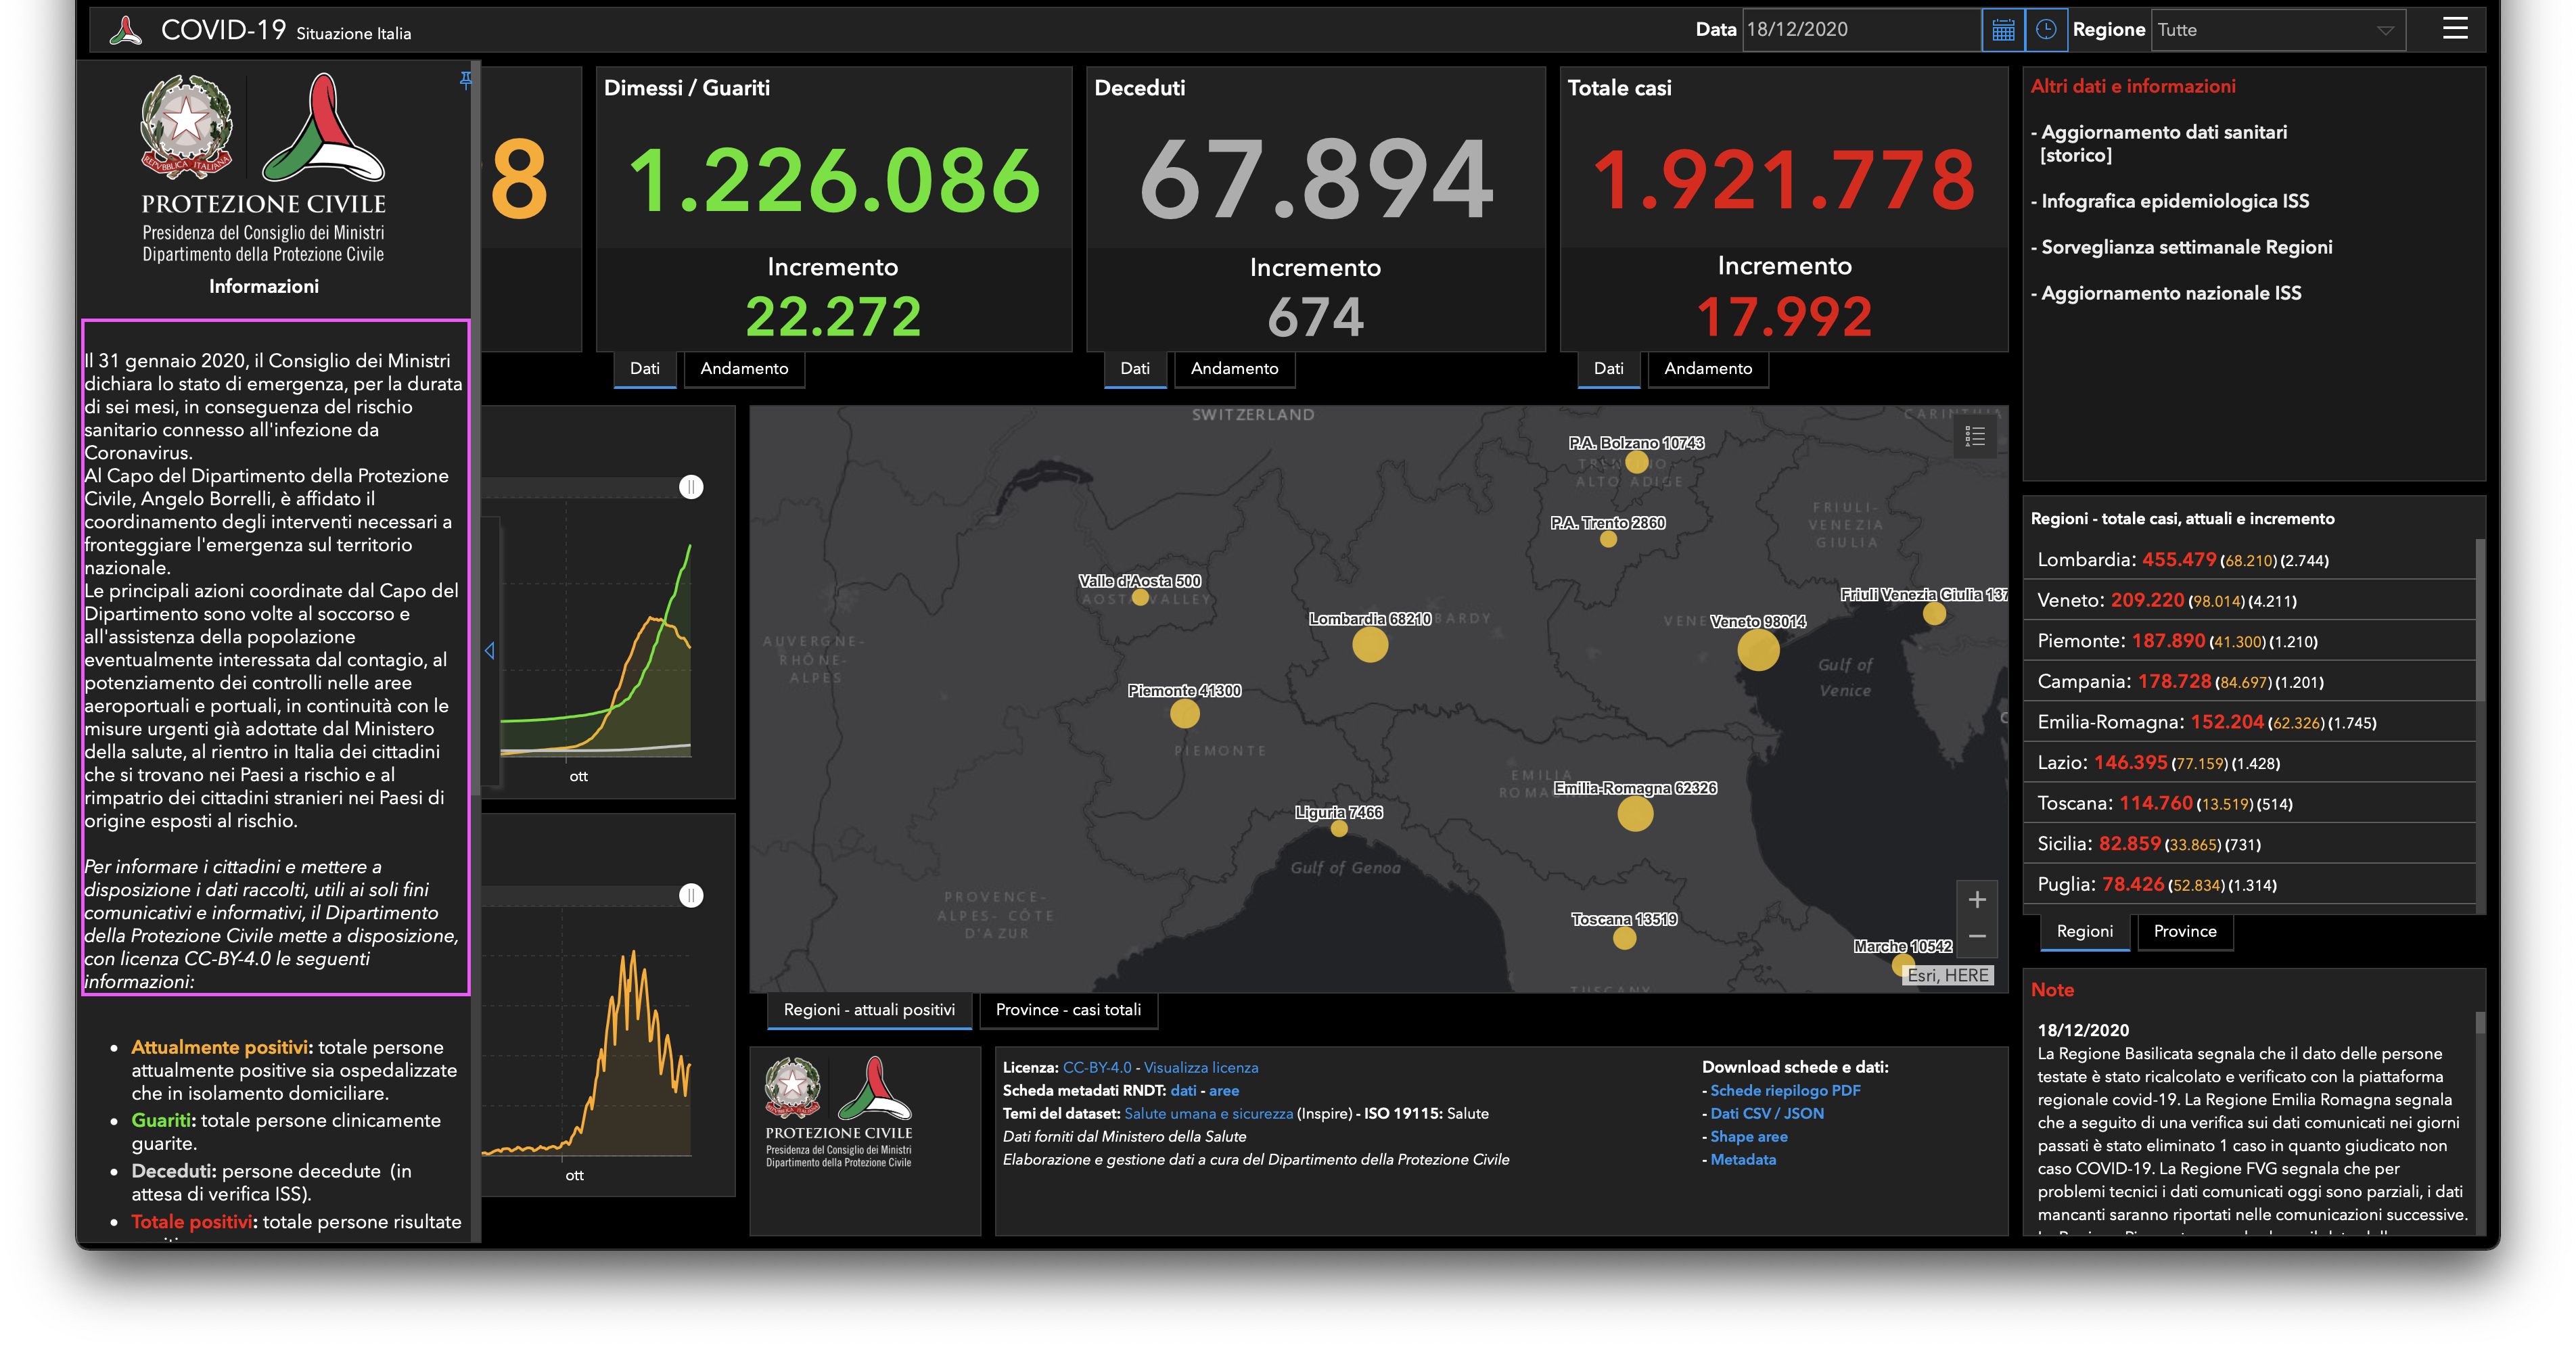 COVID-19 Situazione Italia
Data 18/12/2020
Regione Tutte
REPVBBLICA ITALIANA
PROTEZIONE CIVILE
Presidenza del Consiglio dei Ministri
Dipartimento della Protezione Civile
Informazioni
Il 31 gennaio 2020, il Consiglio dei Ministri
dichiara lo stato di emergenza, per la durata
di sei mesi, in conseguenza del rischio
sanitario connesso all'infezione da
Coronavirus.
Al Capo del Dipartimento della Protezione
Civile, Angelo Borrelli, è affidato il
coordinamento degli interventi necessari a
fronteggiare l'emergenza sul territorio
nazionale.
Le principali azioni coordinate dal Capo del
Dipartimento sono volte al soccorso e
all'assistenza della popolazione
eventualmente interessata dal contagio, al
potenziamento dei controlli nelle aree
aeroportuali e portuali, in continuità con le
misure urgenti già adottate dal Ministero
della salute, al rientro in Italia dei cittadini
che si trovano nei Paesi a rischio e al
rimpatrio dei cittadini stranieri nei Paesi di
origine esposti al rischio.
Per informare i cittadini e mettere a
disposizione i dati raccolti, utili ai soli fini
comunicativi e informativi, il Dipartimento
della Protezione Civile mette a disposizione,
con licenza CC-BY-4.0 le seguenti
informazioni:
• Attualmente positivi: totale persone
attualmente positive sia ospedalizzate
che in isolamento domiciliare.
• Guariti: totale persone clinicamente
guarite.
• Deceduti: persone decedute (in
attesa di verifica ISS).
• Totale positivi: totale persone risultate
8
Dimessi / Guariti
1.226.086
Incremento
22.272
Dati Andamento
Deceduti
67.894
Incremento
674
Dati Andamento
Totale casi
1.921.778
Incremento
17.992
Dati Andamento
ott
ott
SWITZERLAND
CARINTHIA
P.A. Bolzano 10743
TRENTINO-
ALTO ADIGE
FRIULI-
VENEZIA
GIULIA
P.A. Trento 2860
Valle d'Aosta 500
AOSTA VALLEY
Friuli Venezia Giulia 137
Lombardia 68210
Veneto 98014
AUVERGNE-
RHÔNE-
ALPES
Gulf of
Venice
Piemonte 41300
PIEMONTE
EMILIA
Emilia-Romagna 62326
Liguria 7466
Gulf of Genoa
PROVENCE-
ALPES- CÔTE
D'AZUR
Toscana 13519
Marche 10542
TUSCANY
+
−
Esri, HERE
Regioni - attuali positivi Province - casi totali
PROTEZIONE CIVILE
Presidenza del Consiglio dei Ministri
Dipartimento della Protezione Civile
Licenza: CC-BY-4.0 - Visualizza licenza
Scheda metadati RNDT: dati - aree
Temi del dataset: Salute umana e sicurezza (Inspire) - ISO 19115: Salute
Dati forniti dal Ministero della Salute
Elaborazione e gestione dati a cura del Dipartimento della Protezione Civile
Download schede e dati:
- Schede riepilogo PDF
- Dati CSV / JSON
- Shape aree
- Metadata
Altri dati e informazioni
- Aggiornamento dati sanitari
[storico]
- Infografica epidemiologica ISS
- Sorveglianza settimanale Regioni
- Aggiornamento nazionale ISS
Regioni - totale casi, attuali e incremento
Lombardia: 455.479 (68.210) (2.744)
Veneto: 209.220 (98.014) (4.211)
Piemonte: 187.890 (41.300) (1.210)
Campania: 178.728 (84.697) (1.201)
Emilia-Romagna: 152.204 (62.326) (1.745)
Lazio: 146.395 (77.159) (1.428)
Toscana: 114.760 (13.519) (514)
Sicilia: 82.859 (33.865) (731)
Puglia: 78.426 (52.834) (1.314)
Regioni Province
Note
18/12/2020
La Regione Basilicata segnala che il dato delle persone
testate è stato ricalcolato e verificato con la piattaforma
regionale covid-19. La Regione Emilia Romagna segnala
che a seguito di una verifica sui dati comunicati nei giorni
passati è stato eliminato 1 caso in quanto giudicato non
caso COVID-19. La Regione FVG segnala che per
problemi tecnici i dati comunicati oggi sono parziali, i dati
mancanti saranno riportati nelle comunicazioni successive.